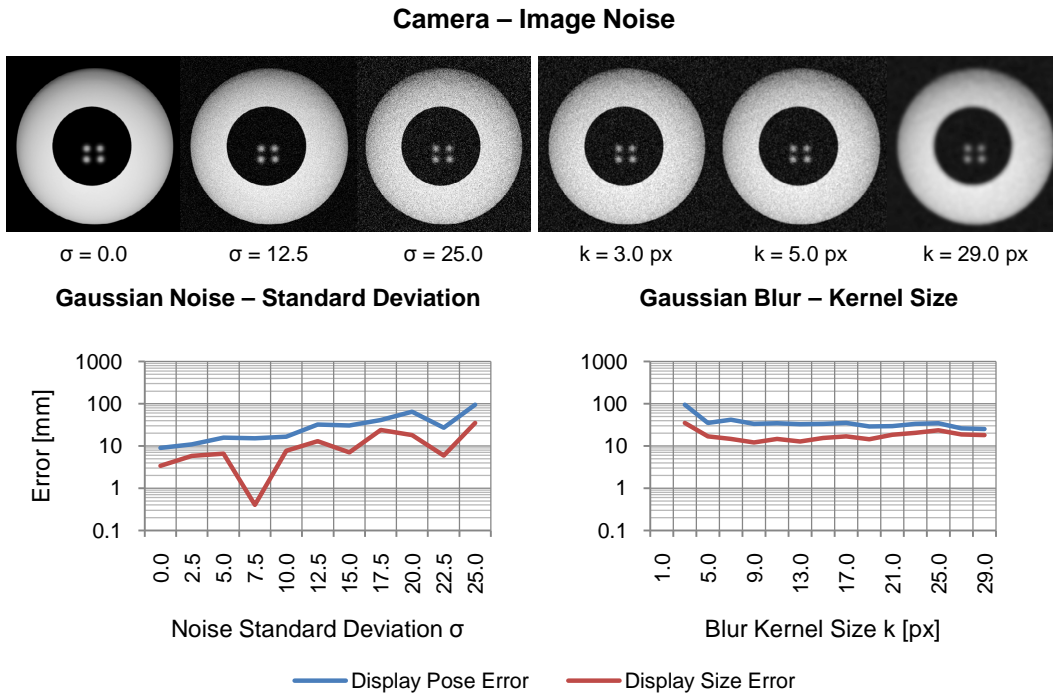 Camera – Image Noise
σ = 0.0 σ = 12.5 σ = 25.0 k = 3.0 px k = 5.0 px k = 29.0 px
Gaussian Noise – Standard Deviation
Gaussian Blur – Kernel Size
Error [mm]
1000
100
10
1
0.1
0.0 2.5 5.0 7.5 10.0 12.5 15.0 17.5 20.0 22.5 25.0
Noise Standard Deviation σ
1000
100
10
1
0.1
1.0 5.0 9.0 13.0 17.0 21.0 25.0 29.0
Blur Kernel Size k [px]
Display Pose Error Display Size Error